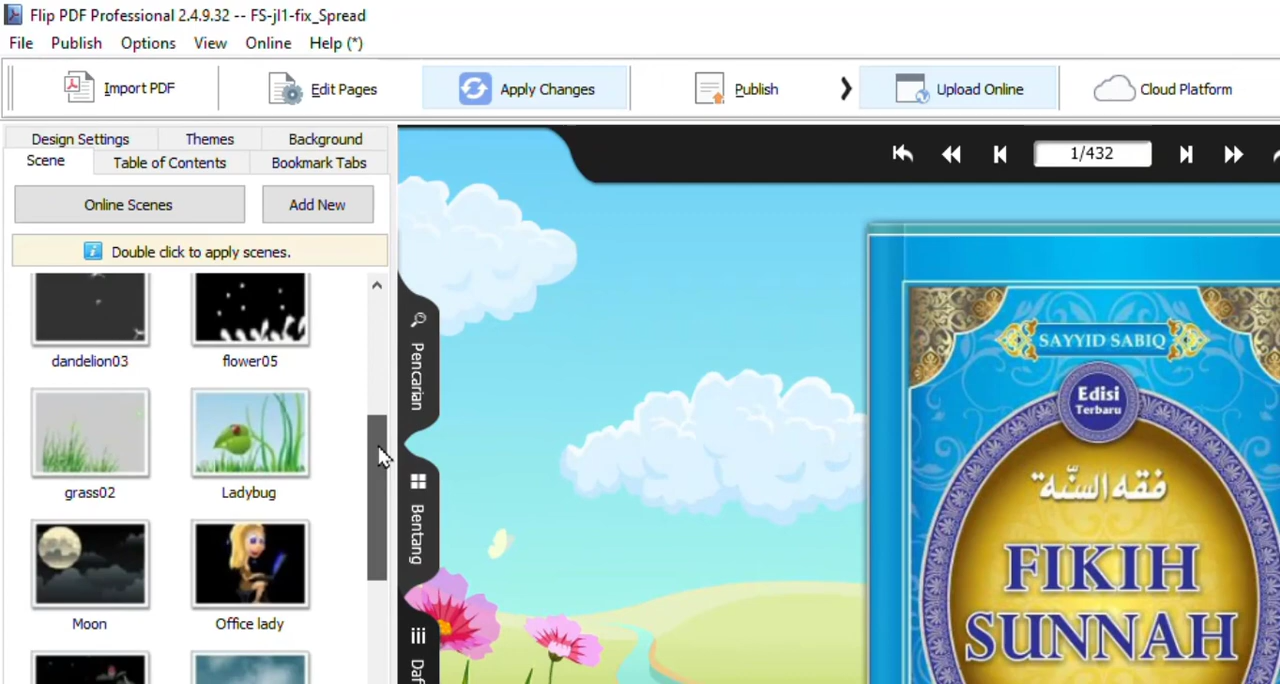 Flip PDF Professional 2.4.9.32 -- FS-jl1-fix_Spread
File Publish Options View Online Help (*)
Import PDF Edit Pages Apply Changes Publish Upload Online Cloud Platform
Design Settings Themes Background
Scene Table of Contents Bookmark Tabs
Online Scenes Add New
Double click to apply scenes.
dandelion03 flower05
grass02 Ladybug
Moon Office lady
1/432
Pencarian
Bentang
SAYYID SABIQ
Edisi
Terbaru
فقه السنّة
FIKIH
SUNNAH